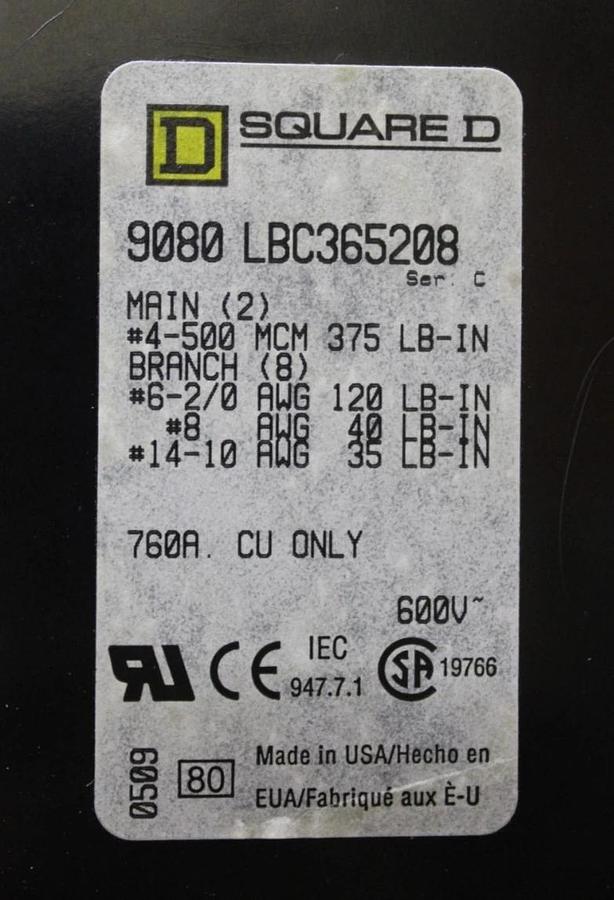 D SQUARE D
9080 LBC365208
Ser. C
MAIN (2)
#4-500 MCM 375 LB-IN
BRANCH (8)
#6-2/0 AWG 120 LB-IN
#8 AWG 40 LB-IN
#14-10 AWG 35 LB-IN
760A. CU ONLY
600V~
RU CE IEC 947.7.1 SA 19766
0509 80 Made in USA/Hecho en
EUA/Fabriqué aux È-U